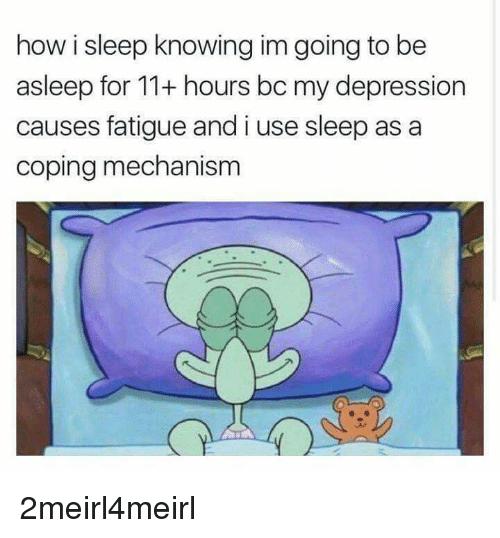 how i sleep knowing im going to be
asleep for 11+ hours bc my depression
causes fatigue and i use sleep as a
coping mechanism
2meirl4meirl